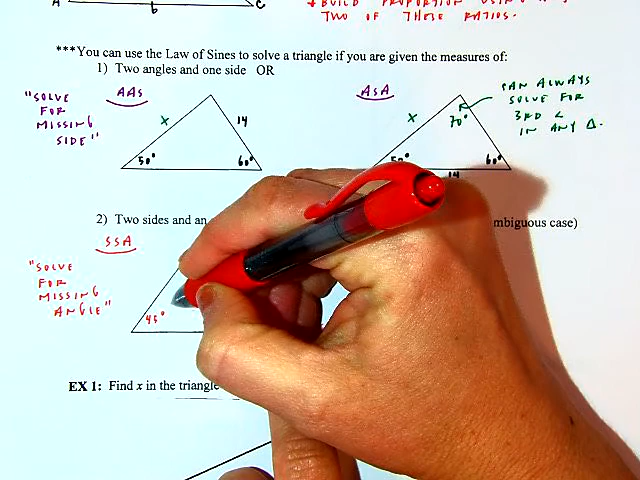 A b C
+ BUILD PROPORTION USING
TWO OF THESE RATIOS.
***You can use the Law of Sines to solve a triangle if you are given the measures of:
1) Two angles and one side OR
"SOLVE FOR MISSING SIDE"
AAS
x 14
50° 60°
ASA
x 70°
60°
14
CAN ALWAYS
SOLVE FOR
3RD ∠
IN ANY Δ.
2) Two sides and an mbiguous case)
SSA
"SOLVE
FOR
MISSING
ANGLE"
45°
EX 1: Find x in the triangle